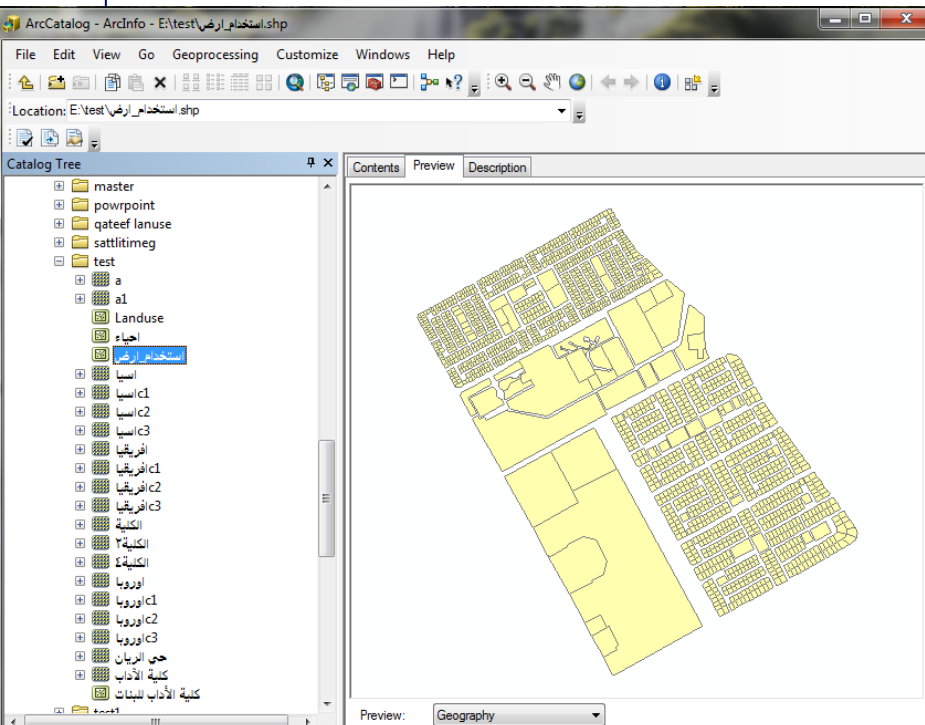 ArcCatalog - ArcInfo - E:\test\استخدام_ارض.shp
File Edit View Go Geoprocessing Customize Windows Help
Location: E:\test\استخدام_ارض.shp
Catalog Tree
Contents Preview Description
master
powrpoint
qateef lanuse
sattlitimeg
test
a
a1
Landuse
احياء
استخدام_ارض
اسيا
اسياc1
اسياc2
اسياc3
افريقيا
افريقياc1
افريقياc2
افريقياc3
الكلية
الكلية٢
الكلية٤
اوروبا
اوروباc1
اوروباc2
اوروباc3
حي الريان
كلية الآداب
كلية الأداب للبنات
test1
Preview: Geography